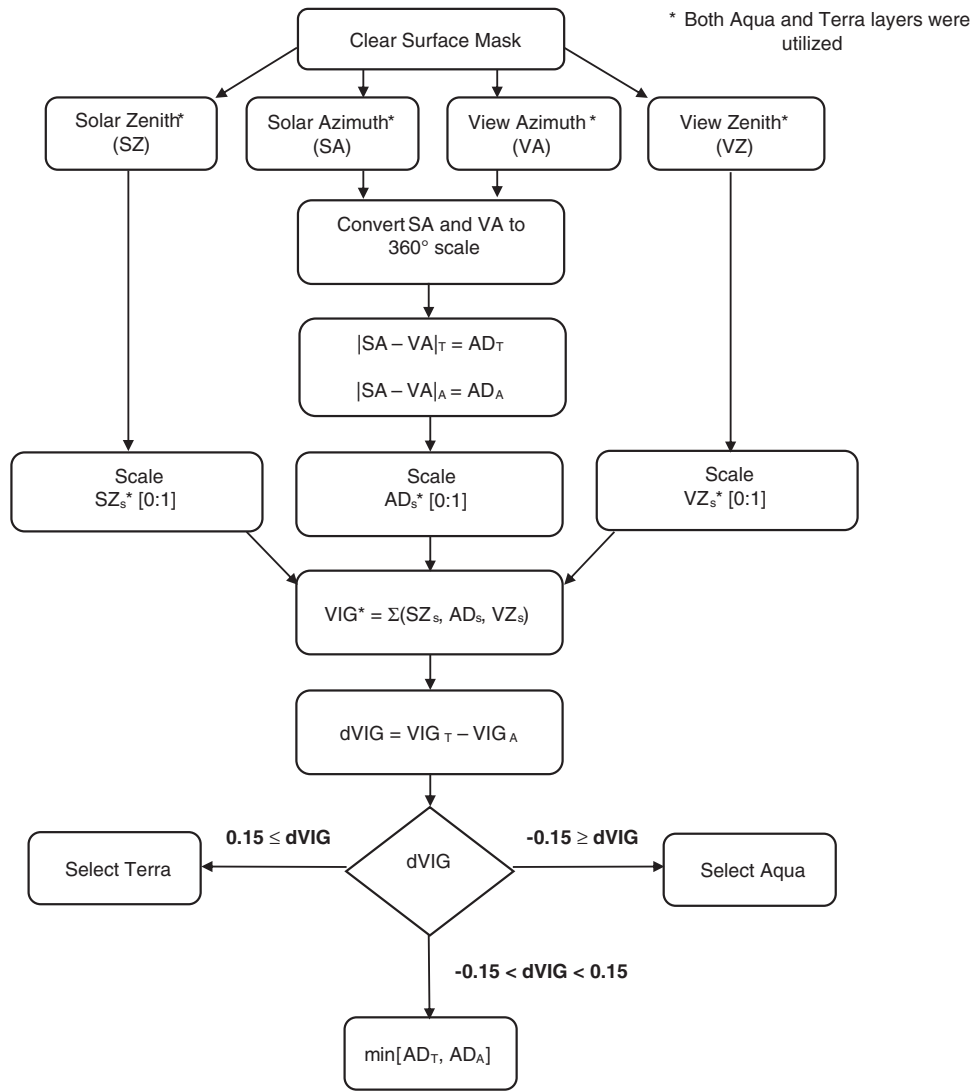 Clear Surface Mask
* Both Aqua and Terra layers were
utilized
Solar Zenith*
(SZ)
Solar Azimuth*
(SA)
View Azimuth *
(VA)
View Zenith*
(VZ)
Convert SA and VA to
360° scale
|SA – VA|T = ADT
|SA – VA|A = ADA
Scale
SZs* [0:1]
Scale
ADs* [0:1]
Scale
VZs* [0:1]
VIG* = Σ(SZs, ADs, VZs)
dVIG = VIG T – VIG A
0.15 ≤ dVIG
-0.15 ≥ dVIG
Select Terra
dVIG
Select Aqua
-0.15 < dVIG < 0.15
min[ADT, ADA]